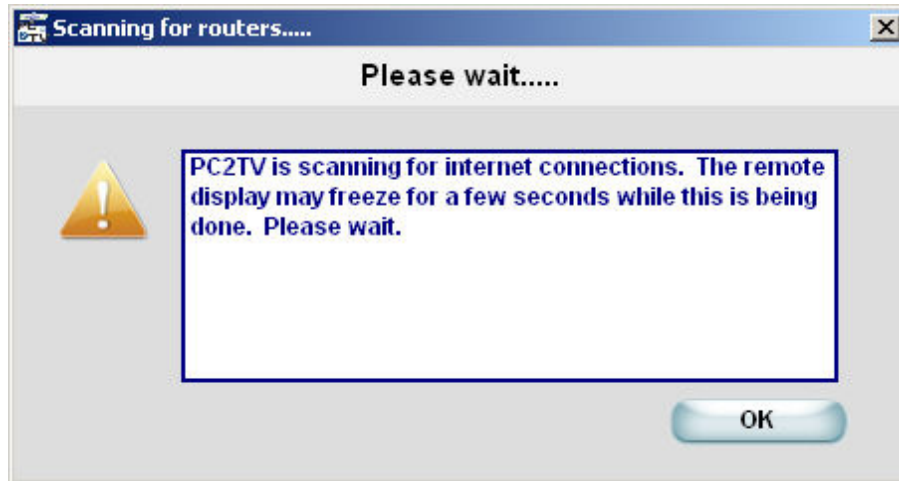 Scanning for routers.....
Please wait.....
PC2TV is scanning for internet connections.  The remote
display may freeze for a few seconds while this is being
done.  Please wait.
OK